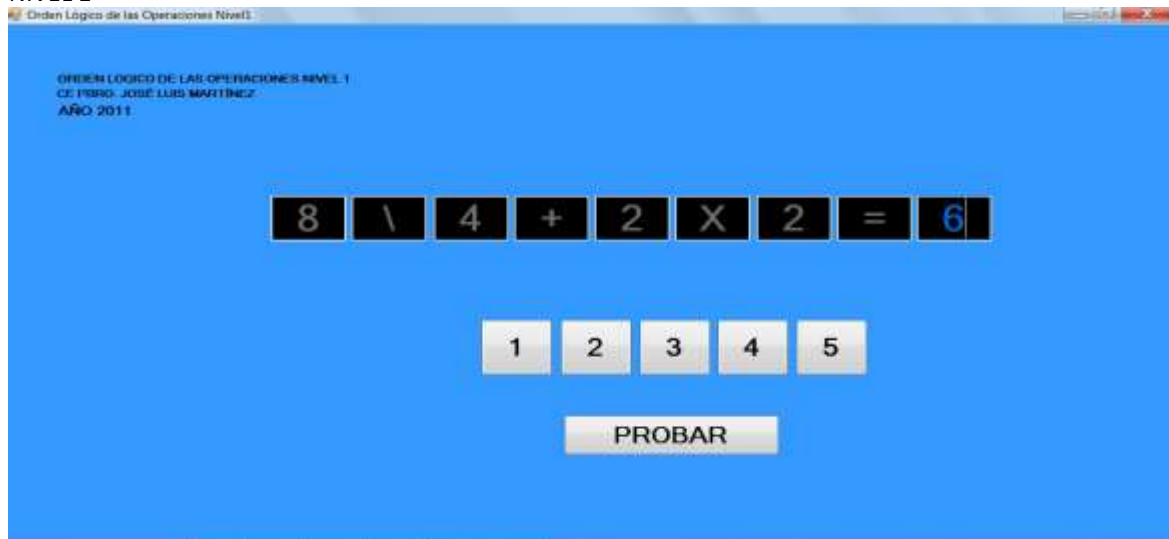 Orden Lógico de las Operaciones Nivel1
ORDEN LOGICO DE LAS OPERACIONES NIVEL 1
CE PBRO. JOSÉ LUIS MARTÍNEZ
AÑO 2011
8 \ 4 + 2 X 2 = 6
1 2 3 4 5
PROBAR